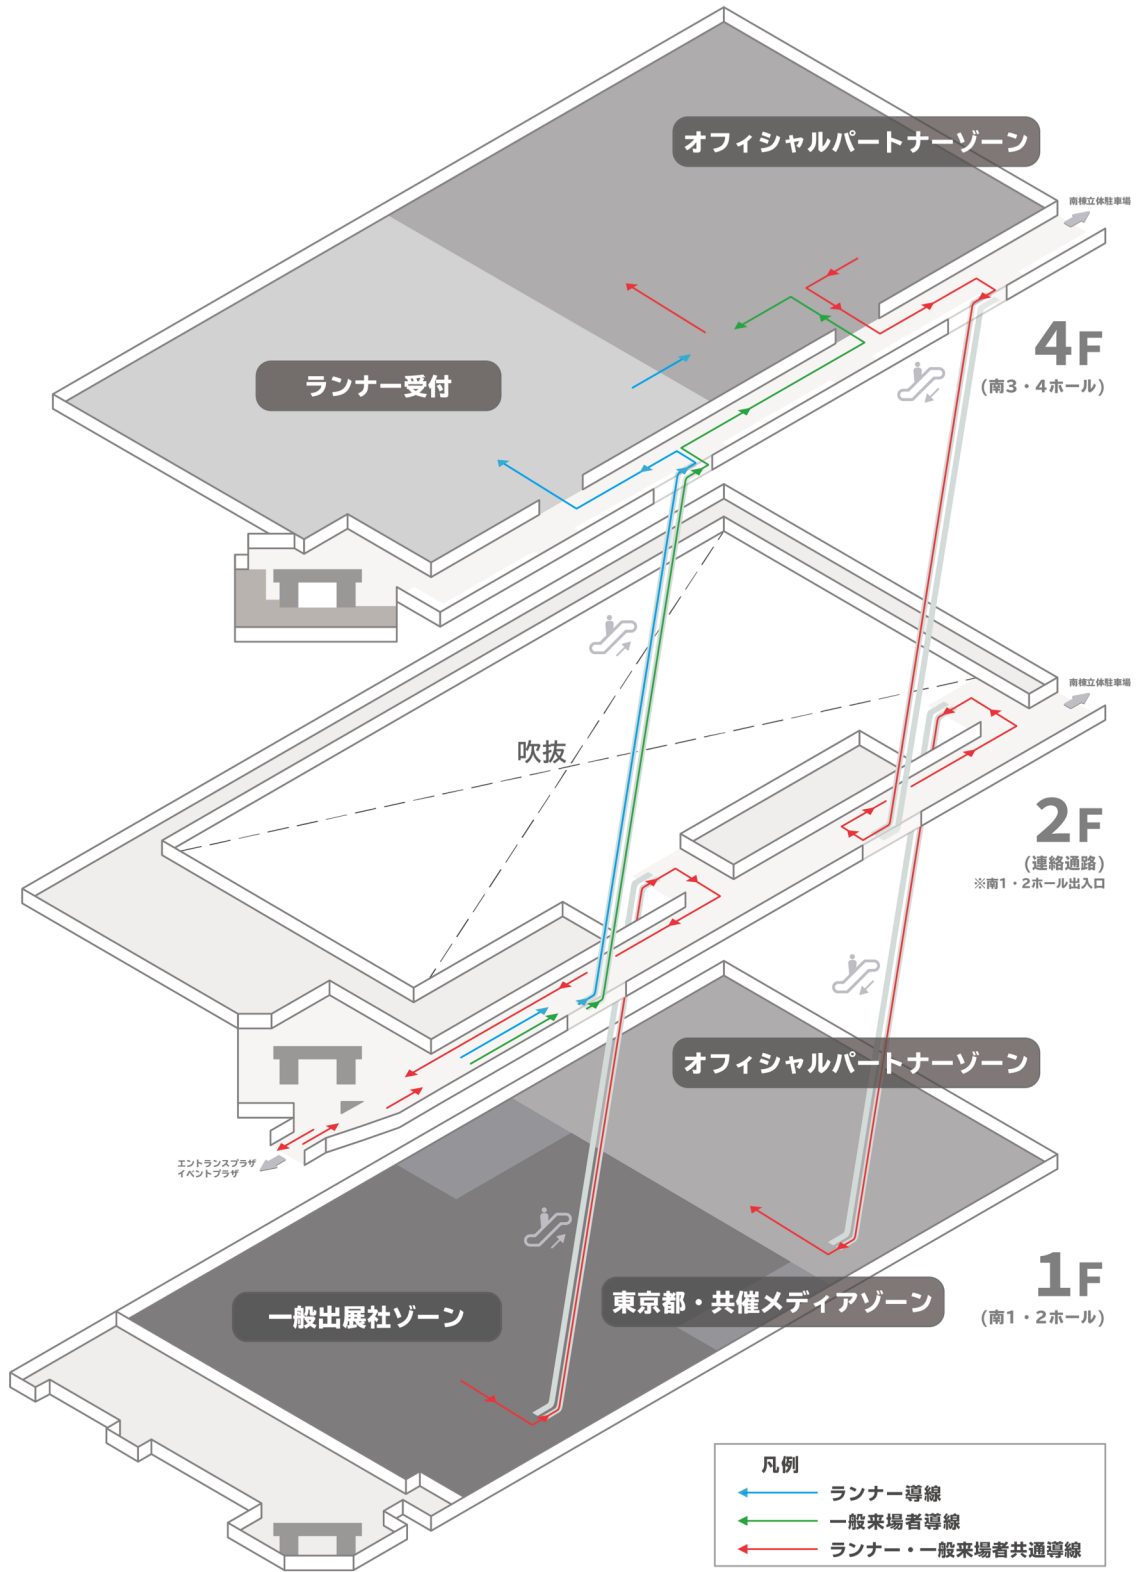 オフィシャルパートナーゾーン
南棟立体駐車場
4F
(南3・4ホール)
ランナー受付
南棟立体駐車場
吹抜
2F
(連絡通路)
※南1・2ホール出入口
オフィシャルパートナーゾーン
エントランスプラザ
イベントプラザ
1F
(南1・2ホール)
東京都・共催メディアゾーン
一般出展社ゾーン
凡例
ランナー導線
一般来場者導線
ランナー・一般来場者共通導線